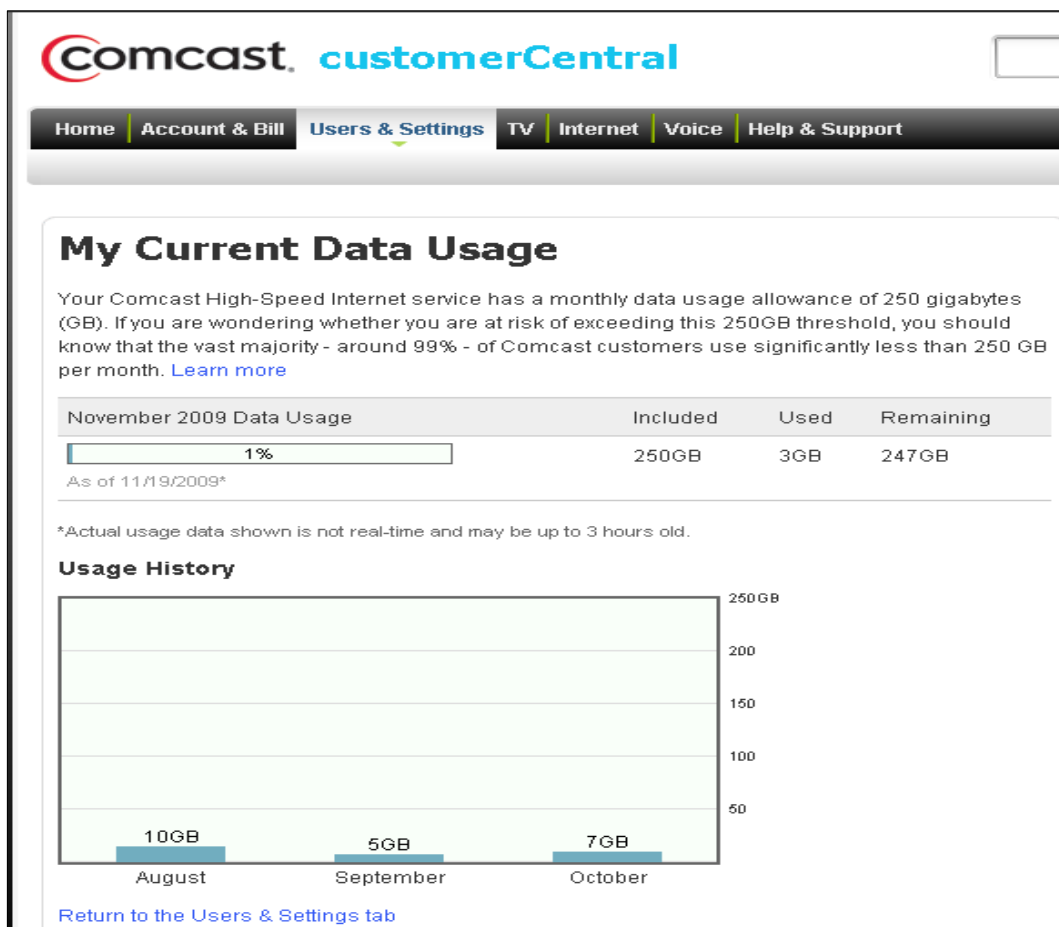 comcast. customerCentral
Home Account & Bill Users & Settings TV Internet Voice Help & Support
My Current Data Usage
Your Comcast High-Speed Internet service has a monthly data usage allowance of 250 gigabytes
(GB). If you are wondering whether you are at risk of exceeding this 250GB threshold, you should
know that the vast majority - around 99% - of Comcast customers use significantly less than 250 GB
per month. Learn more
November 2009 Data Usage Included Used Remaining
1% 250GB 3GB 247GB
As of 11/19/2009*
*Actual usage data shown is not real-time and may be up to 3 hours old.
Usage History
250GB
200
150
100
50
10GB 5GB 7GB
August September October
Return to the Users & Settings tab